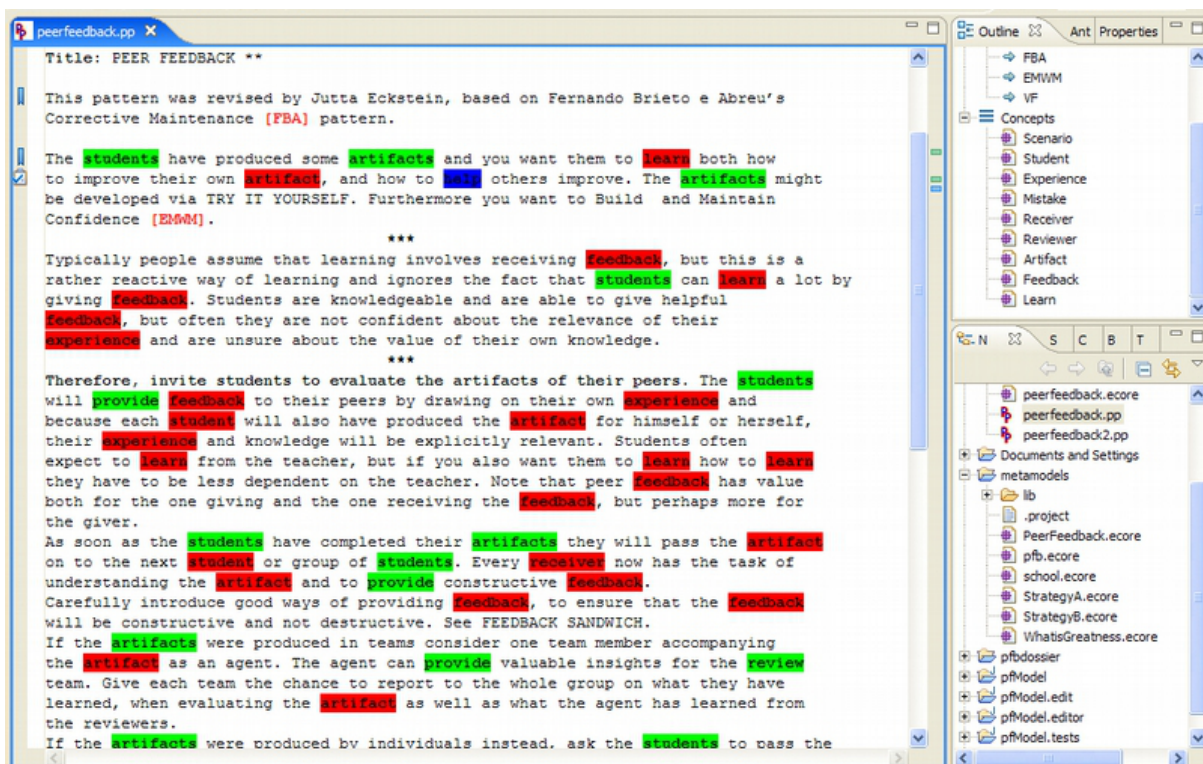 peerfeedback.pp
Title: PEER FEEDBACK **
This pattern was revised by Jutta Eckstein, based on Fernando Brieto e Abreu's
Corrective Maintenance [FBA] pattern.
The students have produced some artifacts and you want them to learn both how
to improve their own artifact, and how to help others improve. The artifacts might
be developed via TRY IT YOURSELF. Furthermore you want to Build and Maintain
Confidence [EMWM].
***
Typically people assume that learning involves receiving feedback, but this is a
rather reactive way of learning and ignores the fact that students can learn a lot by
giving feedback. Students are knowledgeable and are able to give helpful
feedback, but often they are not confident about the relevance of their
experience and are unsure about the value of their own knowledge.
***
Therefore, invite students to evaluate the artifacts of their peers. The students
will provide feedback to their peers by drawing on their own experience and
because each student will also have produced the artifact for himself or herself,
their experience and knowledge will be explicitly relevant. Students often
expect to learn from the teacher, but if you also want them to learn how to learn
they have to be less dependent on the teacher. Note that peer feedback has value
both for the one giving and the one receiving the feedback, but perhaps more for
the giver.
As soon as the students have completed their artifacts they will pass the artifact
on to the next student or group of students. Every receiver now has the task of
understanding the artifact and to provide constructive feedback.
Carefully introduce good ways of providing feedback, to ensure that the feedback
will be constructive and not destructive. See FEEDBACK SANDWICH.
If the artifacts were produced in teams consider one team member accompanying
the artifact as an agent. The agent can provide valuable insights for the review
team. Give each team the chance to report to the whole group on what they have
learned, when evaluating the artifact as well as what the agent has learned from
the reviewers.
If the artifacts were produced by individuals instead, ask the students to pass the
Outline Ant Properties
FBA
EMWM
VF
Concepts
Scenario
Student
Experience
Mistake
Receiver
Reviewer
Artifact
Feedback
Learn
N S C B T
peerfeedback.ecore
peerfeedback.pp
peerfeedback2.pp
Documents and Settings
metamodels
lib
.project
PeerFeedback.ecore
pfb.ecore
school.ecore
StrategyA.ecore
StrategyB.ecore
WhatisGreatness.ecore
pfbdossier
pfModel
pfModel.edit
pfModel.editor
pfModel.tests